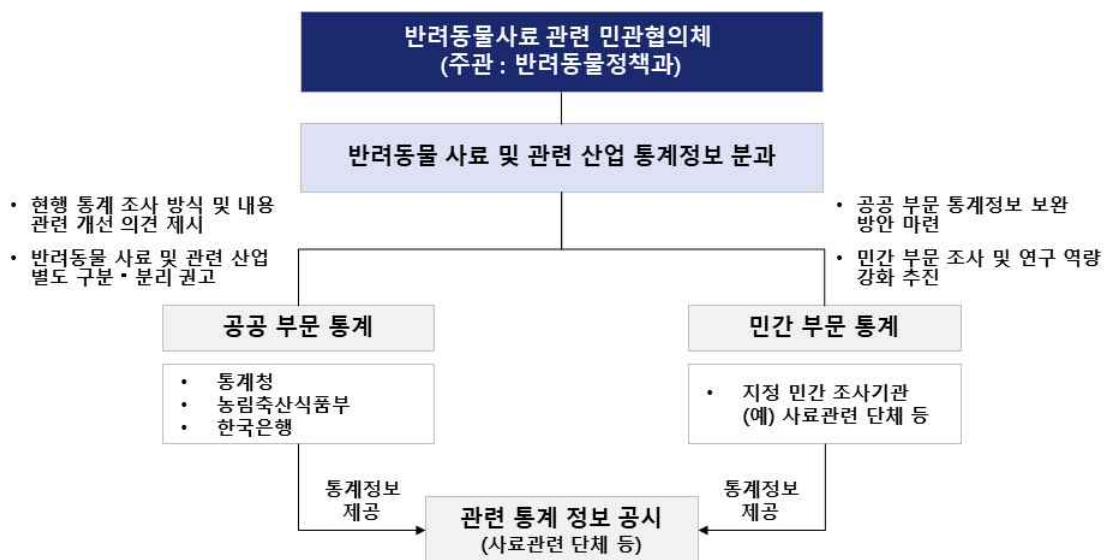 반려동물사료 관련 민관협의체
(주관 : 반려동물정책과)
반려동물 사료 및 관련 산업 통계정보 분과
• 현행 통계 조사 방식 및 내용
관련 개선 의견 제시
• 반려동물 사료 및 관련 산업
별도 구분・분리 권고
• 공공 부문 통계정보 보완
방안 마련
• 민간 부문 조사 및 연구 역량
강화 추진
공공 부문 통계
• 통계청
• 농림축산식품부
• 한국은행
민간 부문 통계
• 지정 민간 조사기관
(예) 사료관련 단체 등
통계정보
제공
통계정보
제공
관련 통계 정보 공시
(사료관련 단체 등)